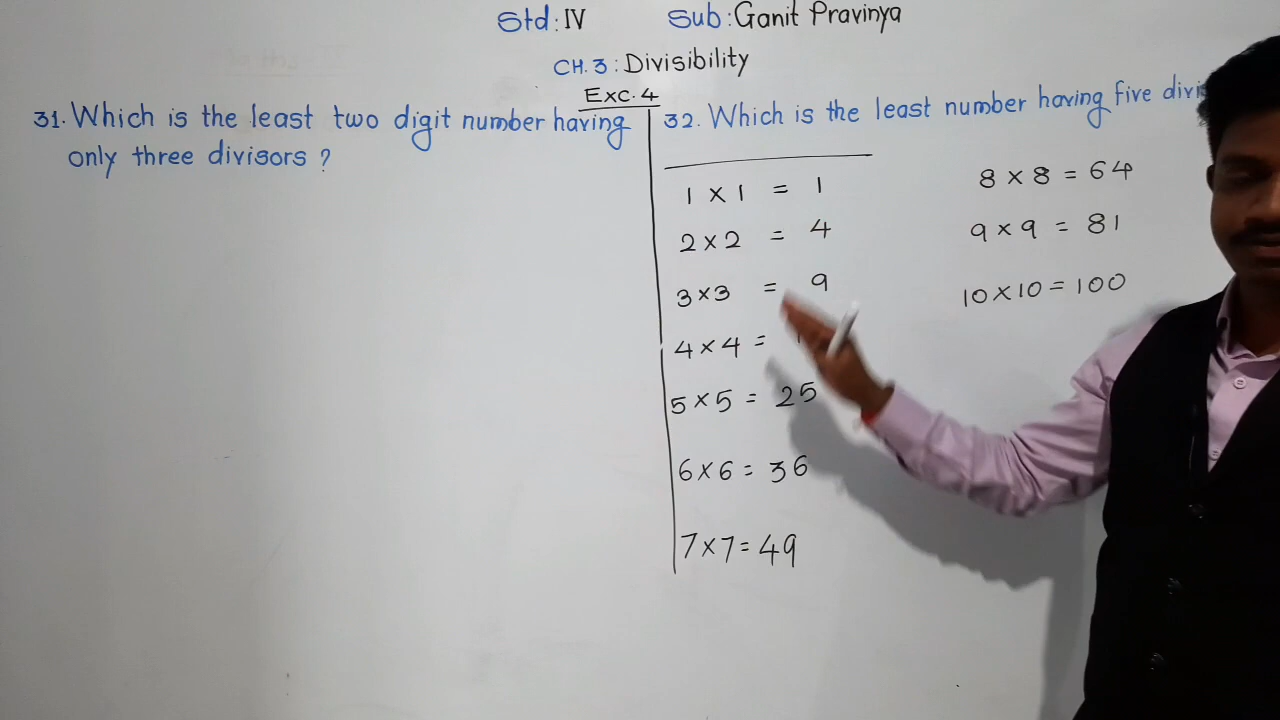 Std: IV Sub: Ganit Pravinya
CH. 3 : Divisibility
Exc. 4
31. Which is the least two digit number having
only three divisors ?
32. Which is the least number having five
1 × 1 = 1
2 × 2 = 4
3 × 3 = 9
4 × 4 =
5 × 5 = 25
6 × 6 = 36
7 × 7 = 49
8 × 8 = 64
9 × 9 = 81
10 × 10 = 100